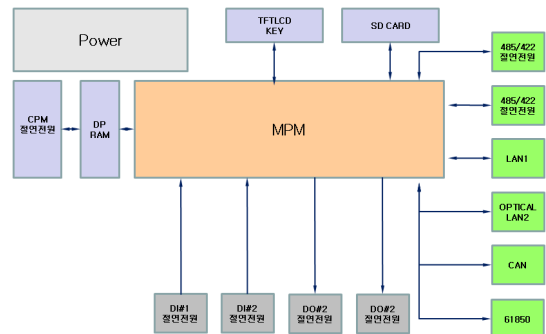 Power
TFTLCD
KEY
SD CARD
485/422
절연전원
CPM
절연전원
DP
RAM
MPM
485/422
절연전원
LAN1
OPTICAL
LAN2
CAN
61850
DI#1
절연전원
DI#2
절연전원
DO#2
절연전원
DO#2
절연전원